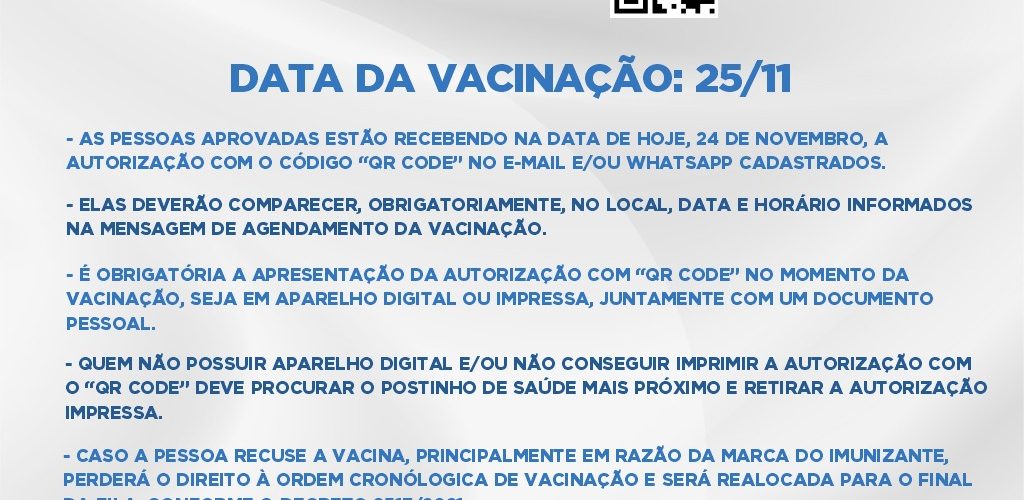 DATA DA VACINAÇÃO: 25/11
- AS PESSOAS APROVADAS ESTÃO RECEBENDO NA DATA DE HOJE, 24 DE NOVEMBRO, A
AUTORIZAÇÃO COM O CÓDIGO “QR CODE” NO E-MAIL E/OU WHATSAPP CADASTRADOS.
- ELAS DEVERÃO COMPARECER, OBRIGATORIAMENTE, NO LOCAL, DATA E HORÁRIO INFORMADOS
NA MENSAGEM DE AGENDAMENTO DA VACINAÇÃO.
- É OBRIGATÓRIA A APRESENTAÇÃO DA AUTORIZAÇÃO COM “QR CODE” NO MOMENTO DA
VACINAÇÃO, SEJA EM APARELHO DIGITAL OU IMPRESSA, JUNTAMENTE COM UM DOCUMENTO
PESSOAL.
- QUEM NÃO POSSUIR APARELHO DIGITAL E/OU NÃO CONSEGUIR IMPRIMIR A AUTORIZAÇÃO COM
O “QR CODE” DEVE PROCURAR O POSTINHO DE SAÚDE MAIS PRÓXIMO E RETIRAR A AUTORIZAÇÃO
IMPRESSA.
- CASO A PESSOA RECUSE A VACINA, PRINCIPALMENTE EM RAZÃO DA MARCA DO IMUNIZANTE,
PERDERÁ O DIREITO À ORDEM CRONÓLOGICA DE VACINAÇÃO E SERÁ REALOCADA PARA O FINAL
DA FILA, CONFORME O DECRETO